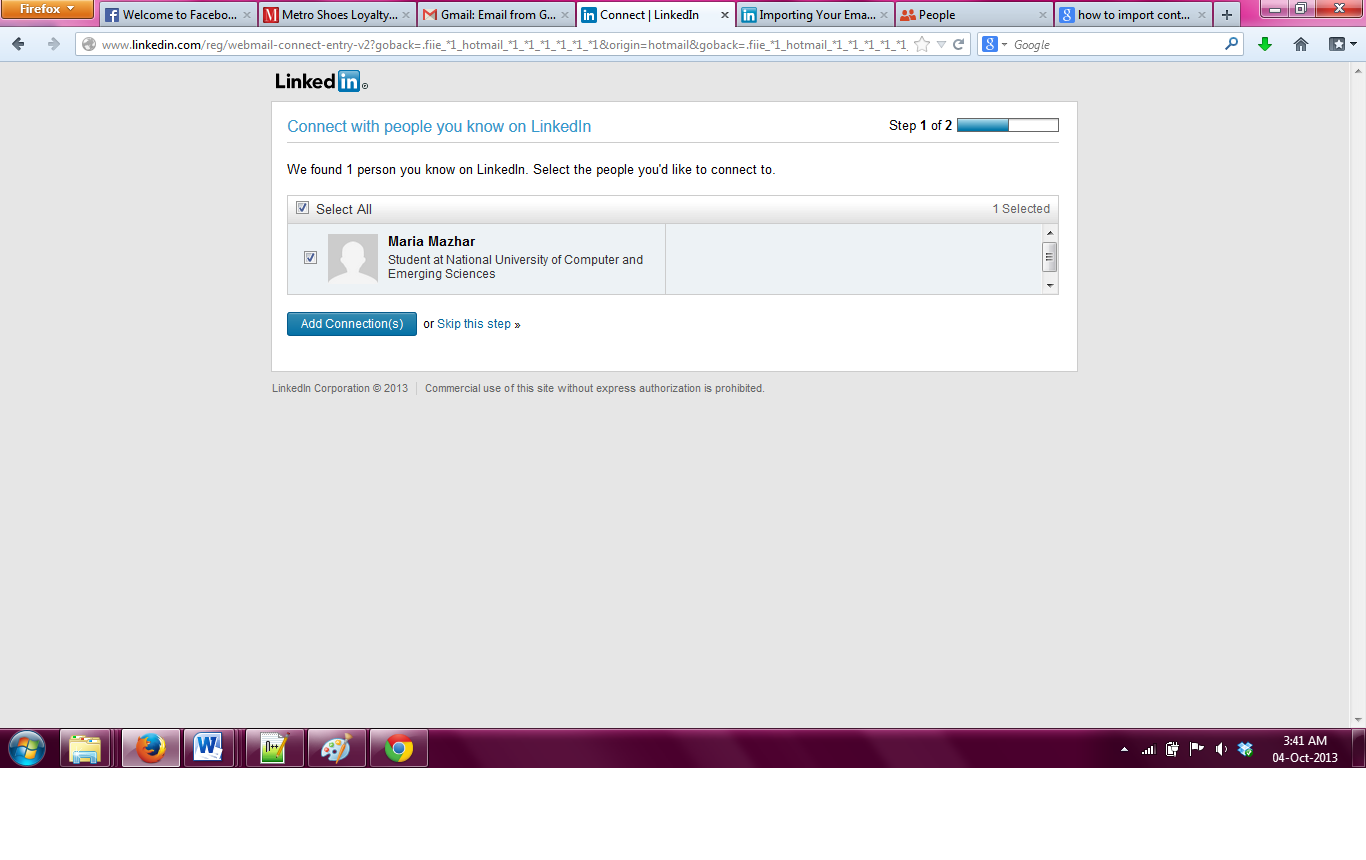 Firefox
Welcome to Facebo...
Metro Shoes Loyalty...
Gmail: Email from G...
Connect | LinkedIn
Importing Your Ema...
People
how to import cont...
www.linkedin.com/reg/webmail-connect-entry-v2?goback=.fiie_*1_hotmail_*1_*1_*1_*1_*1_*1&origin=hotmail&goback=.fiie_*1_hotmail_*1_*1_*1_*1_*1_
Google
Linked in
Connect with people you know on LinkedIn
Step 1 of 2
We found 1 person you know on LinkedIn. Select the people you'd like to connect to.
Select All
1 Selected
Maria Mazhar
Student at National University of Computer and
Emerging Sciences
Add Connection(s) or Skip this step »
LinkedIn Corporation © 2013
Commercial use of this site without express authorization is prohibited.
3:41 AM
04-Oct-2013